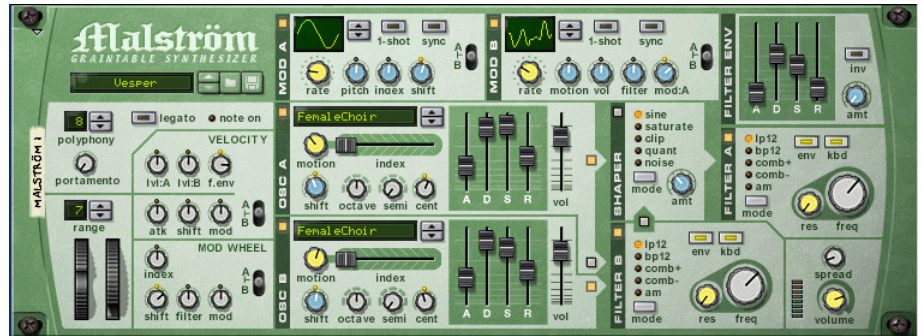 Malström
GRAINTABLE SYNTHESIZER
Vesper
MALSTRÖM 1
8
polyphony
portamento
7
range
legato
note on
VELOCITY
lvl:A
lvl:B
f.env
atk
shift
mod
A
B
MOD WHEEL
index
shift
filter
mod
A
B
MOD A
1-shot
sync
rate
pitch
index
shift
A
B
MOD B
1-shot
sync
rate
motion
vol
filter
mod:A
A
B
FILTER ENV
A
D
S
R
inv
amt
OSC A
FemaleChoir
motion
index
shift
octave
semi
cent
A
D
S
R
vol
OSC B
FemaleChoir
motion
index
shift
octave
semi
cent
A
D
S
R
vol
SHAPER
sine
saturate
clip
quant
noise
mode
amt
FILTER A
lp12
bp12
comb+
comb-
am
mode
env
kbd
res
freq
FILTER B
lp12
bp12
comb+
comb-
am
mode
env
kbd
res
freq
spread
volume